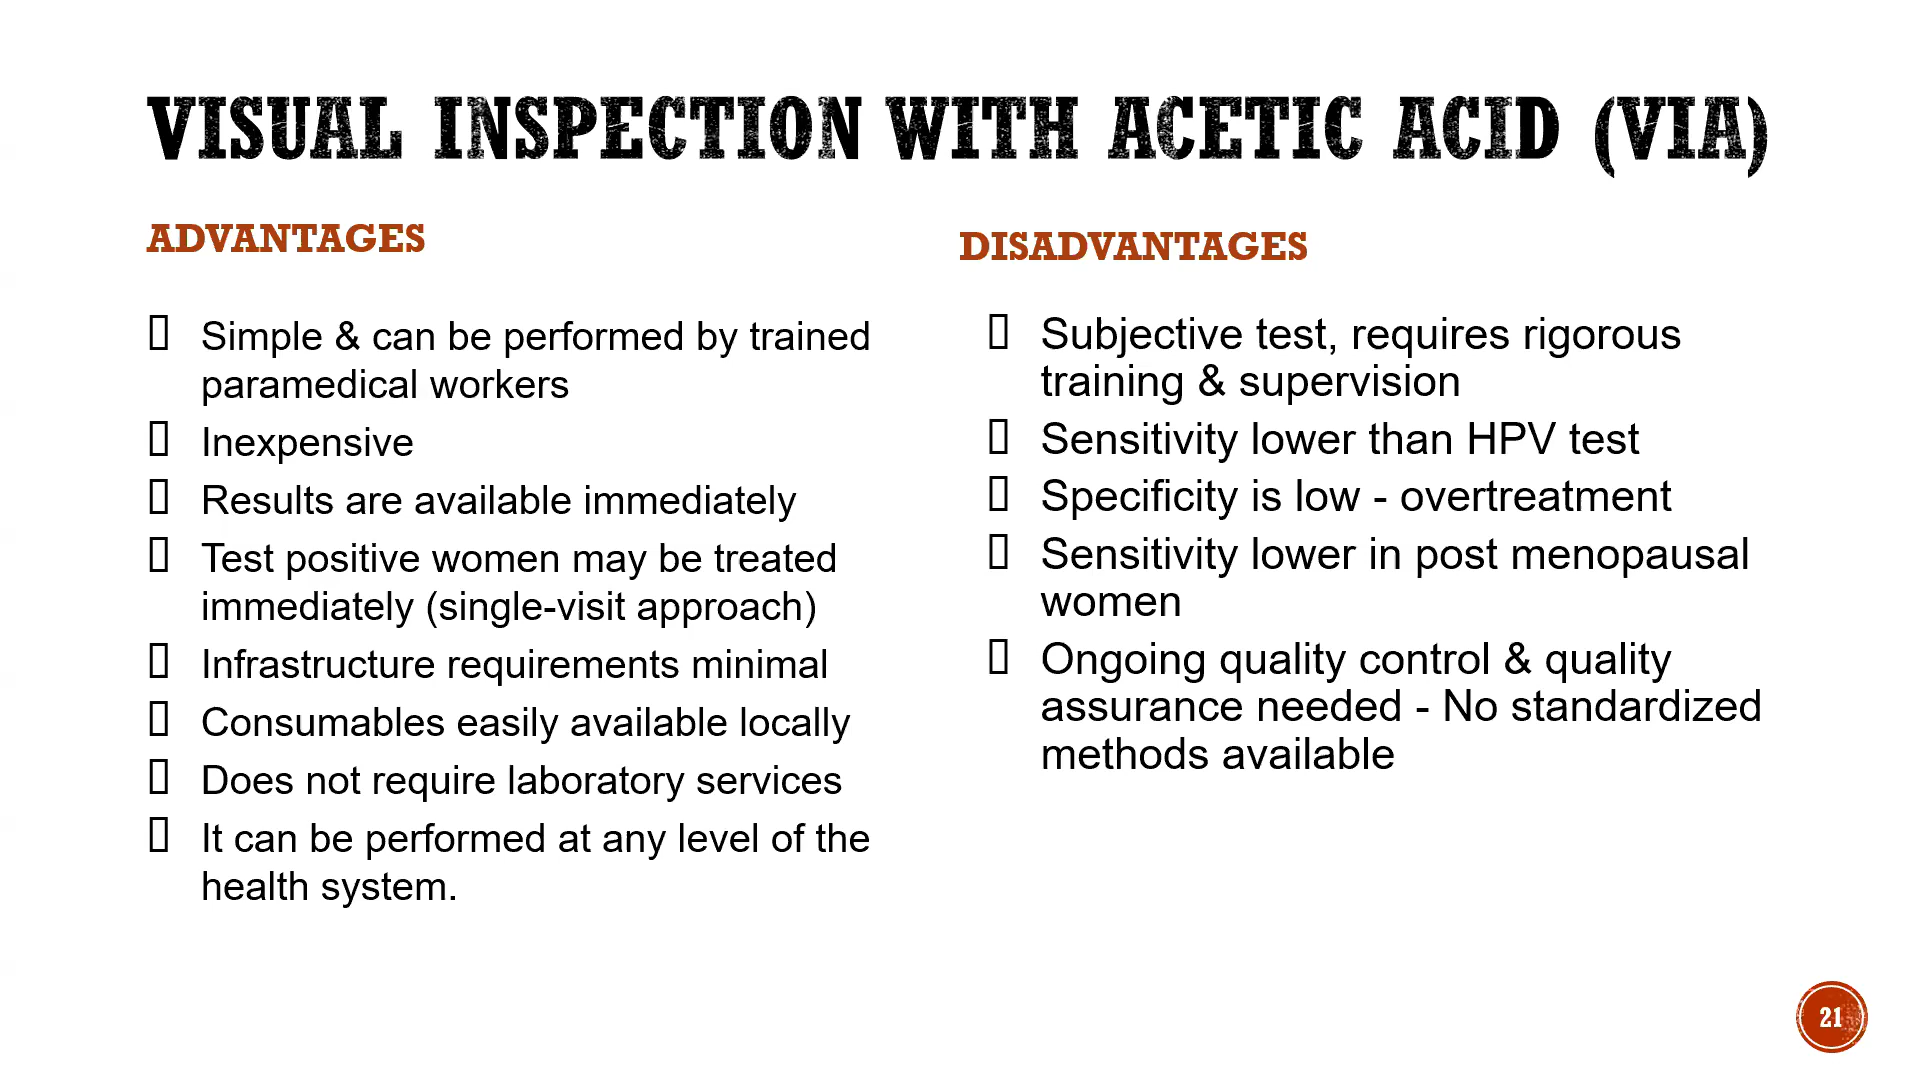 VISUAL INSPECTION WITH ACETIC ACID (VIA)
ADVANTAGES
Simple & can be performed by trained
paramedical workers
Inexpensive
Results are available immediately
Test positive women may be treated
immediately (single-visit approach)
Infrastructure requirements minimal
Consumables easily available locally
Does not require laboratory services
It can be performed at any level of the
health system.
DISADVANTAGES
Subjective test, requires rigorous
training & supervision
Sensitivity lower than HPV test
Specificity is low - overtreatment
Sensitivity lower in post menopausal
women
Ongoing quality control & quality
assurance needed - No standardized
methods available
21